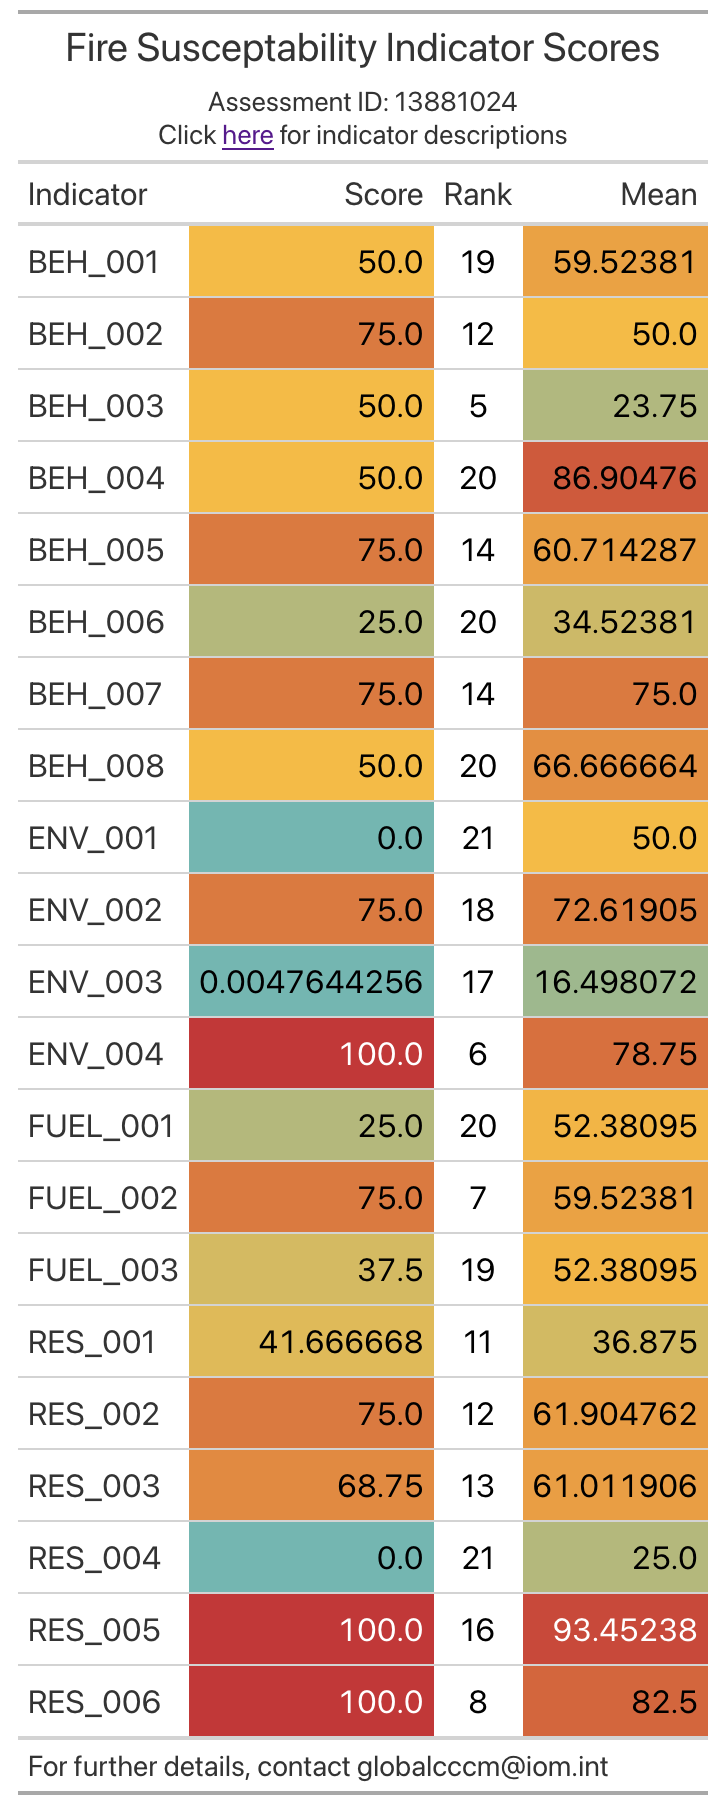 Fire Susceptability Indicator Scores
Assessment ID: 13881024
Click here for indicator descriptions
Indicator Score Rank Mean
BEH_001 50.0 19 59.52381
BEH_002 75.0 12 50.0
BEH_003 50.0 5 23.75
BEH_004 50.0 20 86.90476
BEH_005 75.0 14 60.714287
BEH_006 25.0 20 34.52381
BEH_007 75.0 14 75.0
BEH_008 50.0 20 66.666664
ENV_001 0.0 21 50.0
ENV_002 75.0 18 72.61905
ENV_003 0.0047644256 17 16.498072
ENV_004 100.0 6 78.75
FUEL_001 25.0 20 52.38095
FUEL_002 75.0 7 59.52381
FUEL_003 37.5 19 52.38095
RES_001 41.666668 11 36.875
RES_002 75.0 12 61.904762
RES_003 68.75 13 61.011906
RES_004 0.0 21 25.0
RES_005 100.0 16 93.45238
RES_006 100.0 8 82.5
For further details, contact globalcccm@iom.int